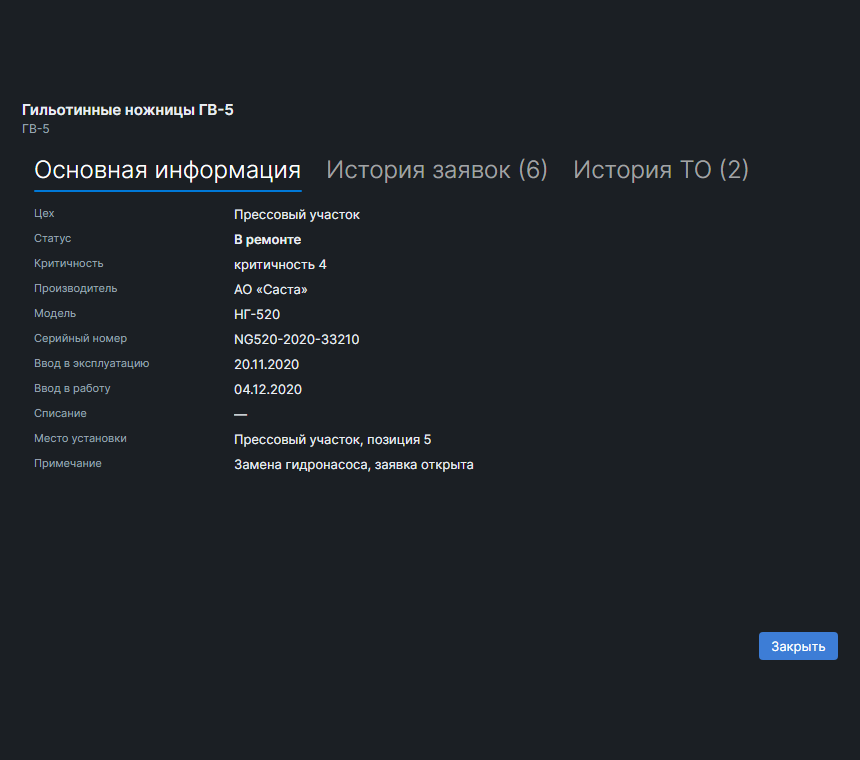 Гильотинные ножницы ГВ-5
ГВ-5
Основная информация История заявок (6) История ТО (2)
Цех Прессовый участок
Статус В ремонте
Критичность критичность 4
Производитель АО «Саста»
Модель НГ-520
Серийный номер NG520-2020-33210
Ввод в эксплуатацию 20.11.2020
Ввод в работу 04.12.2020
Списание —
Место установки Прессовый участок, позиция 5
Примечание Замена гидронасоса, заявка открыта
Закрыть